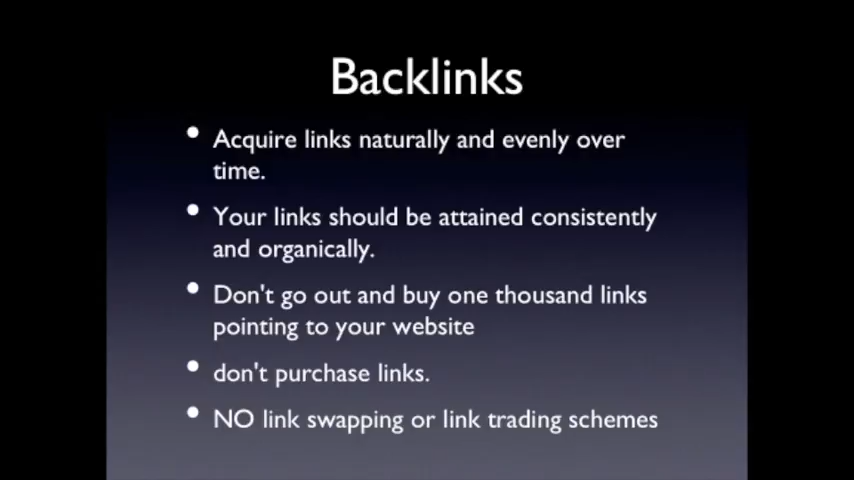 Backlinks
• Acquire links naturally and evenly over
time.
• Your links should be attained consistently
and organically.
• Don't go out and buy one thousand links
pointing to your website
• don't purchase links.
• NO link swapping or link trading schemes